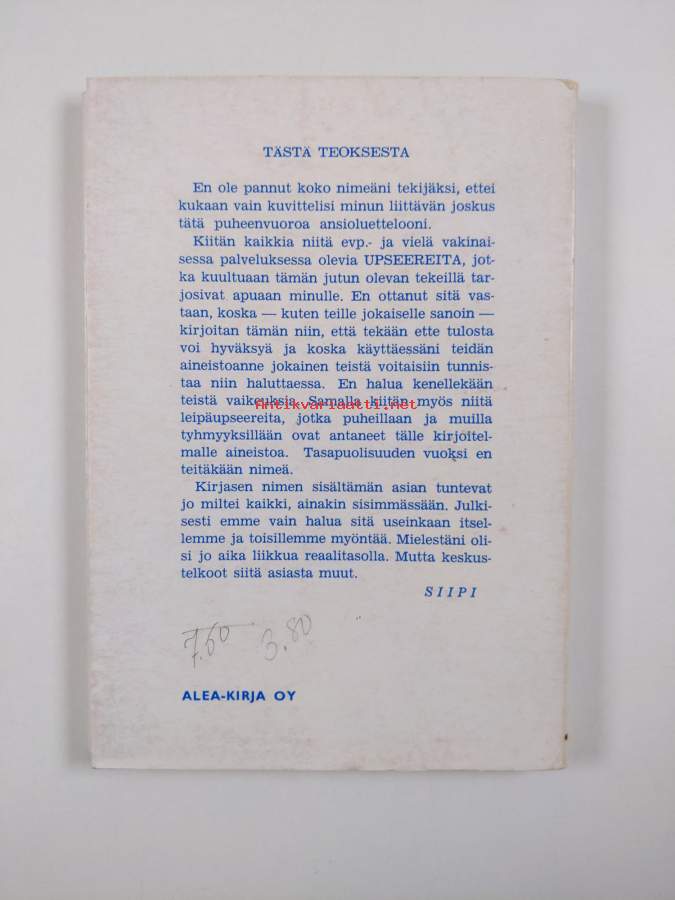 TÄSTÄ TEOKSESTA
En ole pannut koko nimeäni tekijäksi, ettei
kukaan vain kuvittelisi minun liittävän joskus
tätä puheenvuoroa ansioluettelooni.
Kiitän kaikkia niitä evp.- ja vielä vakinai-
sessa palveluksessa olevia UPSEEREITA, jot-
ka kuultuaan tämän jutun olevan tekeillä tar-
josivat apuaan minulle. En ottanut sitä vas-
taan, koska — kuten teille jokaiselle sanoin —
kirjoitan tämän niin, että tekään ette tulosta
voi hyväksyä ja koska käyttäessäni teidän
aineistoanne jokainen teistä voitaisiin tunnis-
taa niin haluttaessa. En halua kenellekään
teistä vaikeuksia. Samalla kiitän myös niitä
Antikvariaatti.net
leipäupseereita, jotka puheillaan ja muilla
tyhmyyksillään ovat antaneet tälle kirjoitel-
malle aineistoa. Tasapuolisuuden vuoksi en
teitäkään nimeä.
Kirjasen nimen sisältämän asian tuntevat
jo miltei kaikki, ainakin sisimmässään. Julki-
sesti emme vain halua sitä useinkaan itsel-
lemme ja toisillemme myöntää. Mielestäni oli-
si jo aika liikkua reaalitasolla. Mutta keskus-
telkoot siitä asiasta muut.
SIIPI
7.60 3.80
ALEA-KIRJA OY